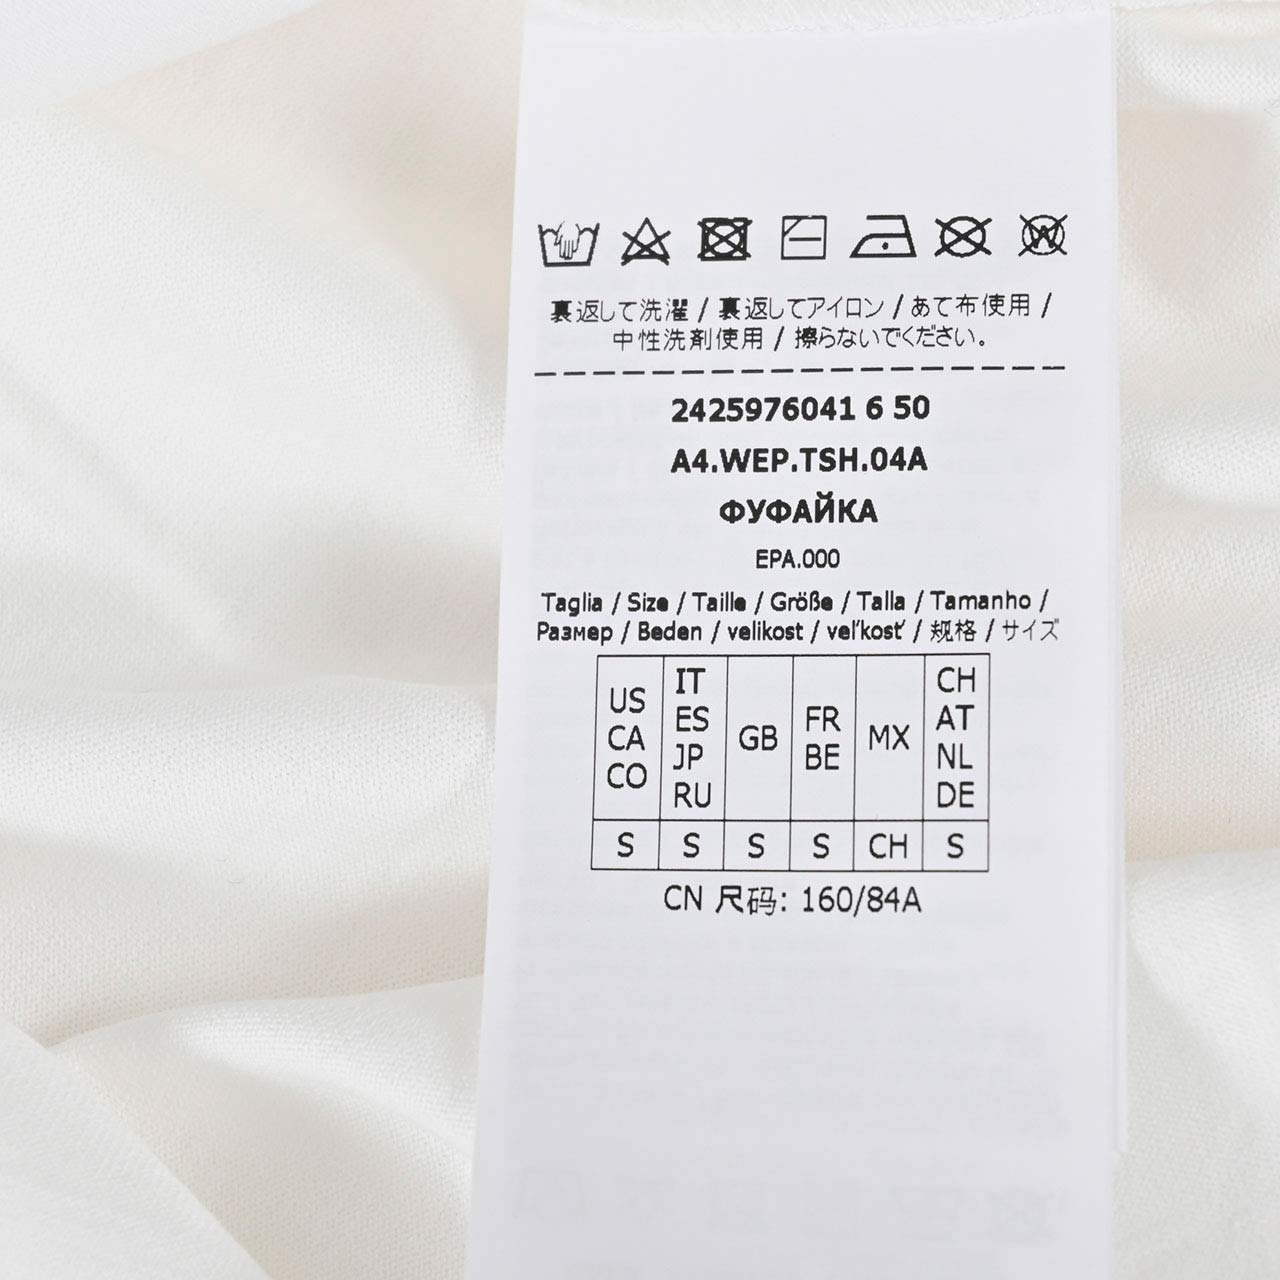 裏返して洗濯 / 裏返してアイロン / あて布使用 /
中性洗剤使用 / 擦らないでください。
2425976041 6 50
A4.WEP.TSH.04A
ФУФАЙКА
EPA.000
Taglia / Size / Taille / Größe / Talla / Tamanho /
Размер / Beden / velikost / veľkosť / 规格 / サイズ
US CA CO
IT ES JP RU
GB
FR BE
MX
CH AT NL DE
S S S S CH S
CN 尺码: 160/84A